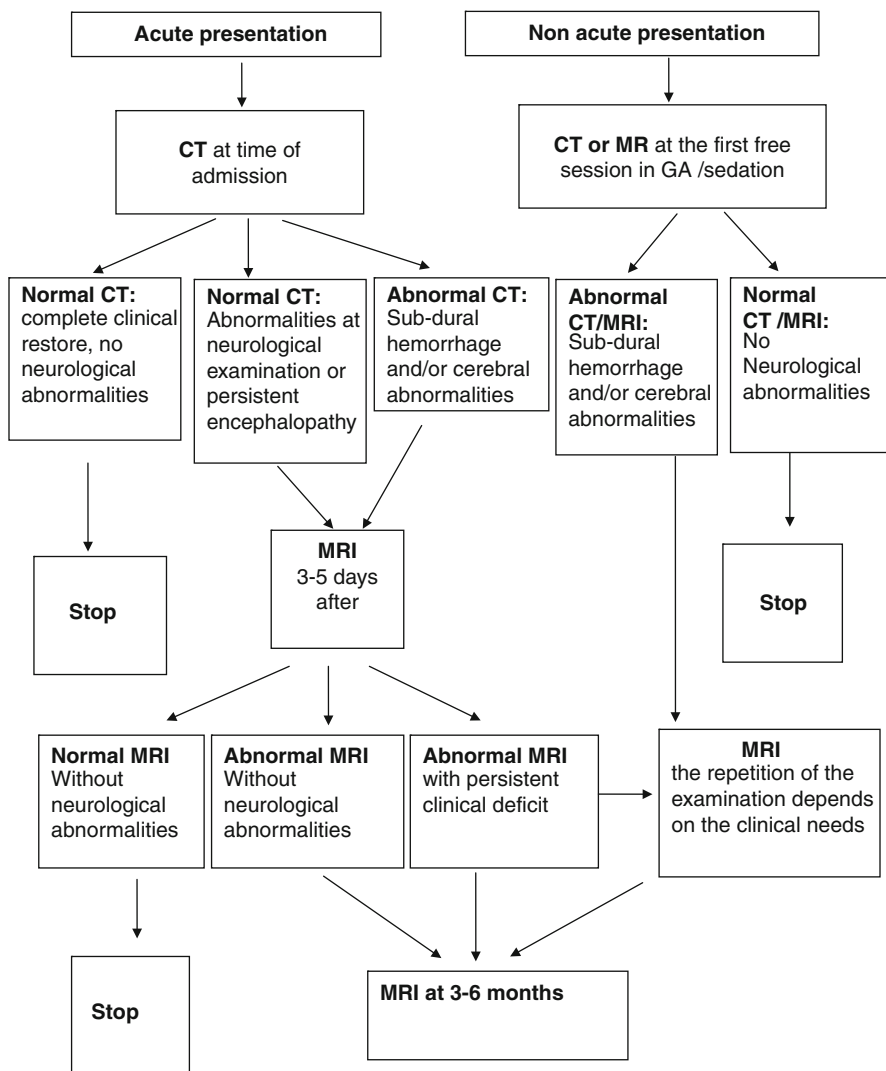 Acute presentation
Non acute presentation
CT at time of
admission
CT or MR at the first free
session in GA /sedation
Normal CT:
complete clinical
restore, no
neurological
abnormalities
Normal CT:
Abnormalities at
neurological
examination or
persistent
encephalopathy
Abnormal CT:
Sub-dural
hemorrhage
and/or cerebral
abnormalities
Abnormal
CT/MRI:
Sub-dural
hemorrhage
and/or cerebral
abnormalities
Normal
CT /MRI:
No
Neurological
abnormalities
MRI
3-5 days
after
Stop
Stop
Normal MRI
Without
neurological
abnormalities
Abnormal MRI
Without
neurological
abnormalities
Abnormal MRI
with persistent
clinical deficit
MRI
the repetition of the
examination depends
on the clinical needs
Stop
MRI at 3-6 months